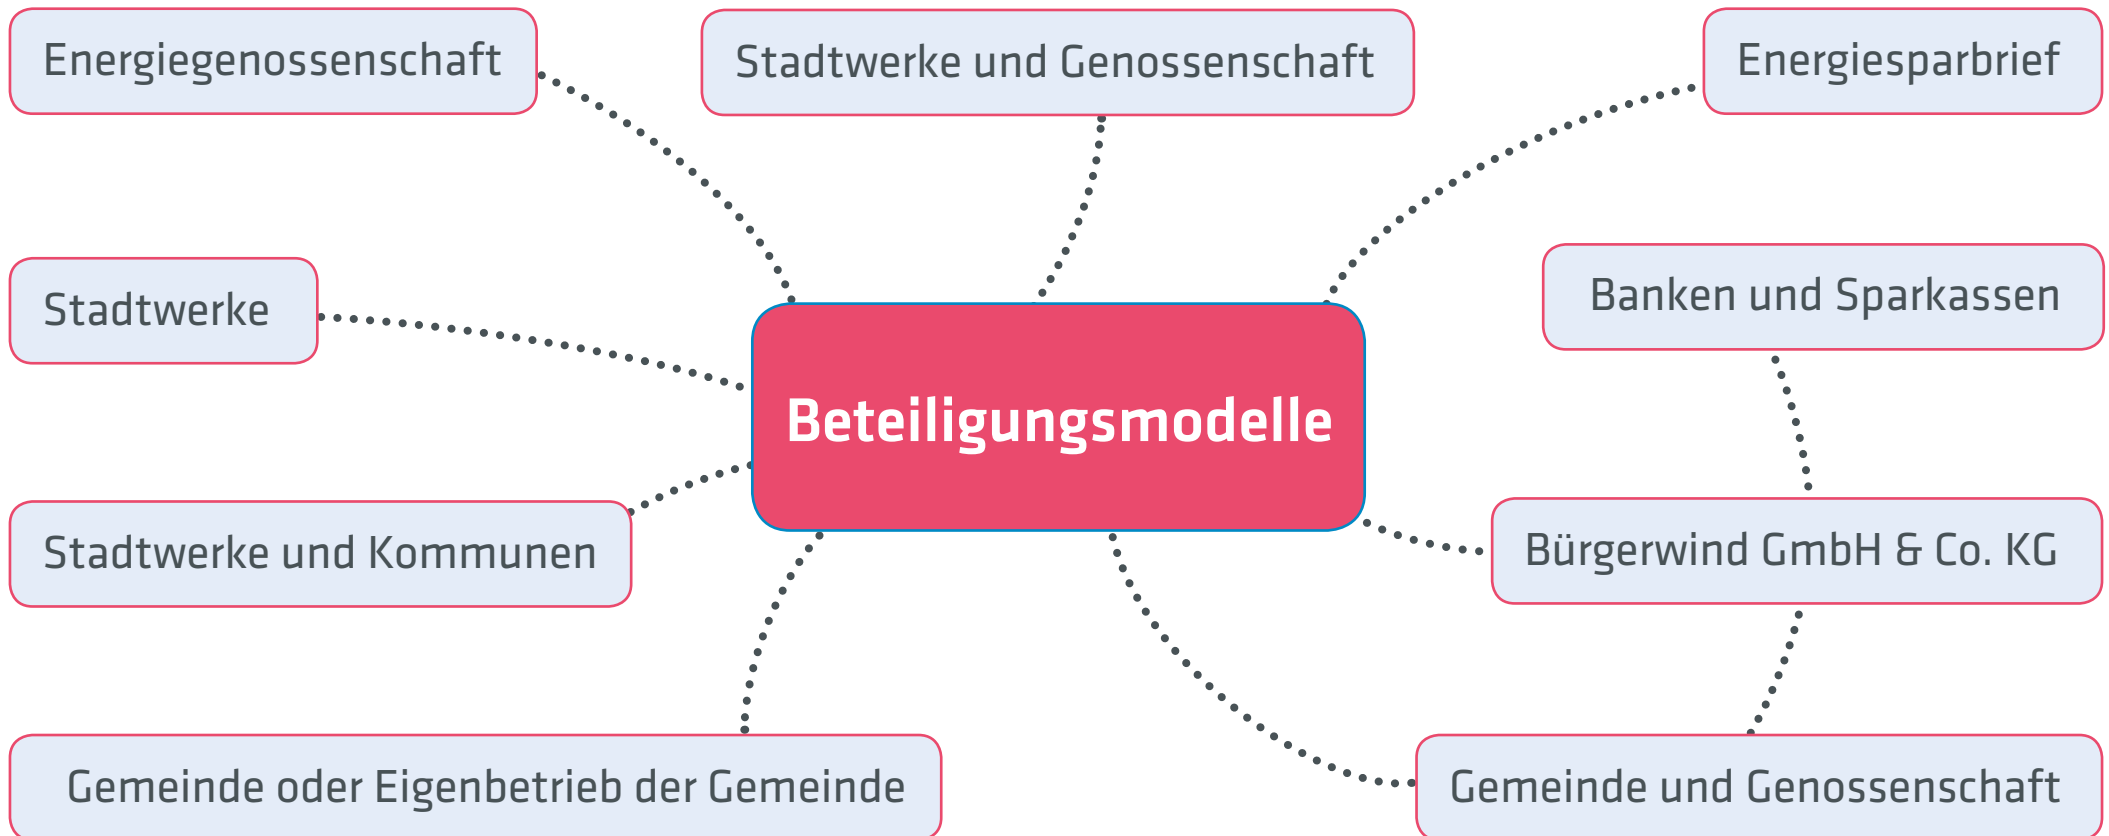 Energiegenossenschaft
Stadtwerke und Genossenschaft
Energiesparbrief
Stadtwerke
Banken und Sparkassen
Beteiligungsmodelle
Stadtwerke und Kommunen
Bürgerwind GmbH & Co. KG
Gemeinde oder Eigenbetrieb der Gemeinde
Gemeinde und Genossenschaft